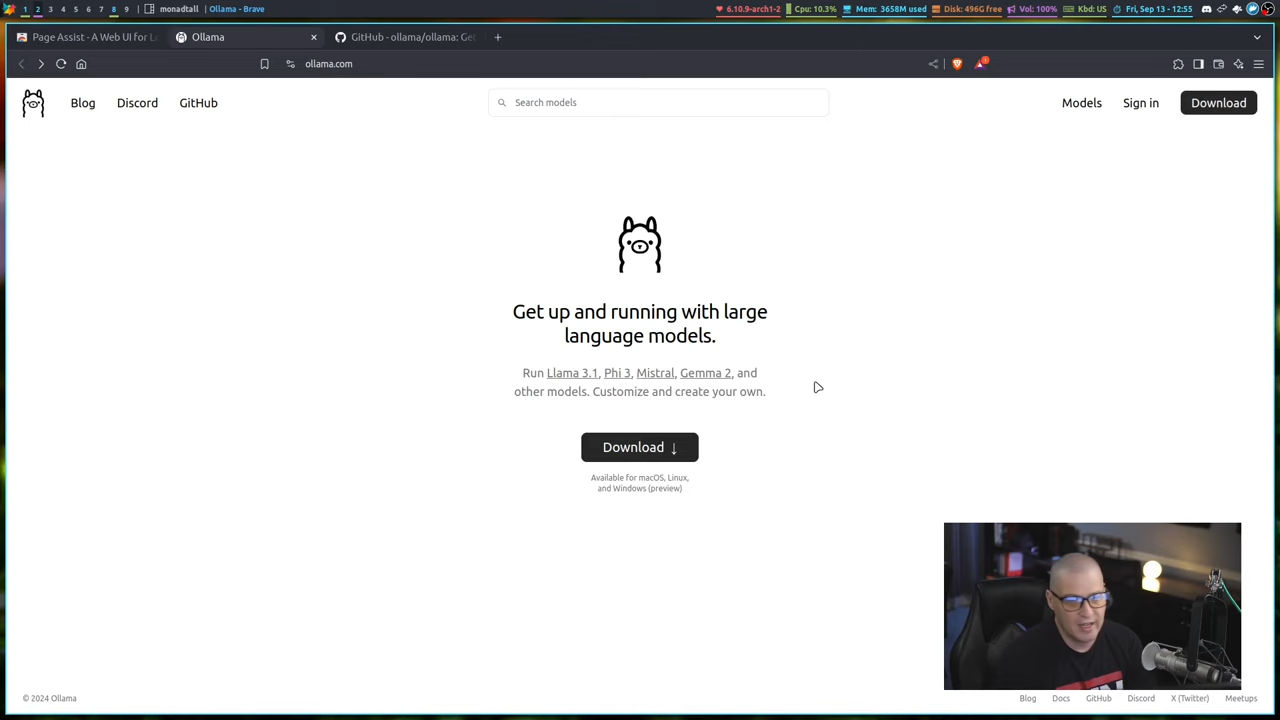 1 2 3 4 5 6 7 8 9 monadtall | Ollama - Brave 6.10.9-arch1-2 Cpu: 10.3% Mem: 3658M used Disk: 496G free Vol: 100% Kbd: US Fri, Sep 13 - 12:55
Page Assist - A Web UI for Lo Ollama GitHub - ollama/ollama: Get
ollama.com
Blog Discord GitHub Search models Models Sign in Download
Get up and running with large
language models.
Run Llama 3.1, Phi 3, Mistral, Gemma 2, and
other models. Customize and create your own.
Download ↓
Available for macOS, Linux,
and Windows (preview)
© 2024 Ollama Blog Docs GitHub Discord X (Twitter) Meetups